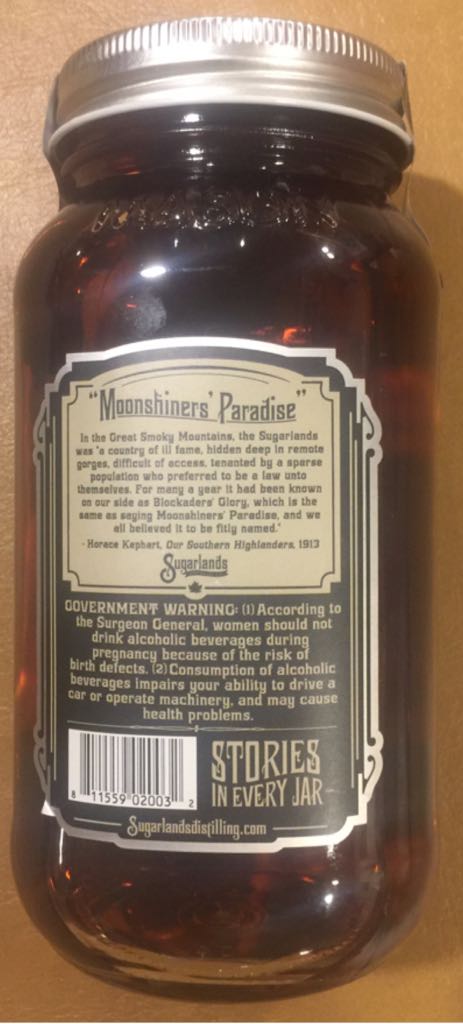 "Moonshiners' Paradise"
In the Great Smoky Mountains, the Sugarlands
was "a country of ill fame, hidden deep in remote
gorges, difficult of access, tenanted by a sparse
population who preferred to be a law unto
themselves. For many a year it had been known
on our side as Blockaders' Glory, which is the
same as saying Moonshiners' Paradise, and we
all believed it to be fitly named."
- Horace Kephart, Our Southern Highlanders, 1913
Sugarlands
GOVERNMENT WARNING: (1) According to
the Surgeon General, women should not
drink alcoholic beverages during
pregnancy because of the risk of
birth defects. (2) Consumption of alcoholic
beverages impairs your ability to drive a
car or operate machinery, and may cause
health problems.
STORIES
IN EVERY JAR
8 11559 02003 2
Sugarlandsdistilling.com